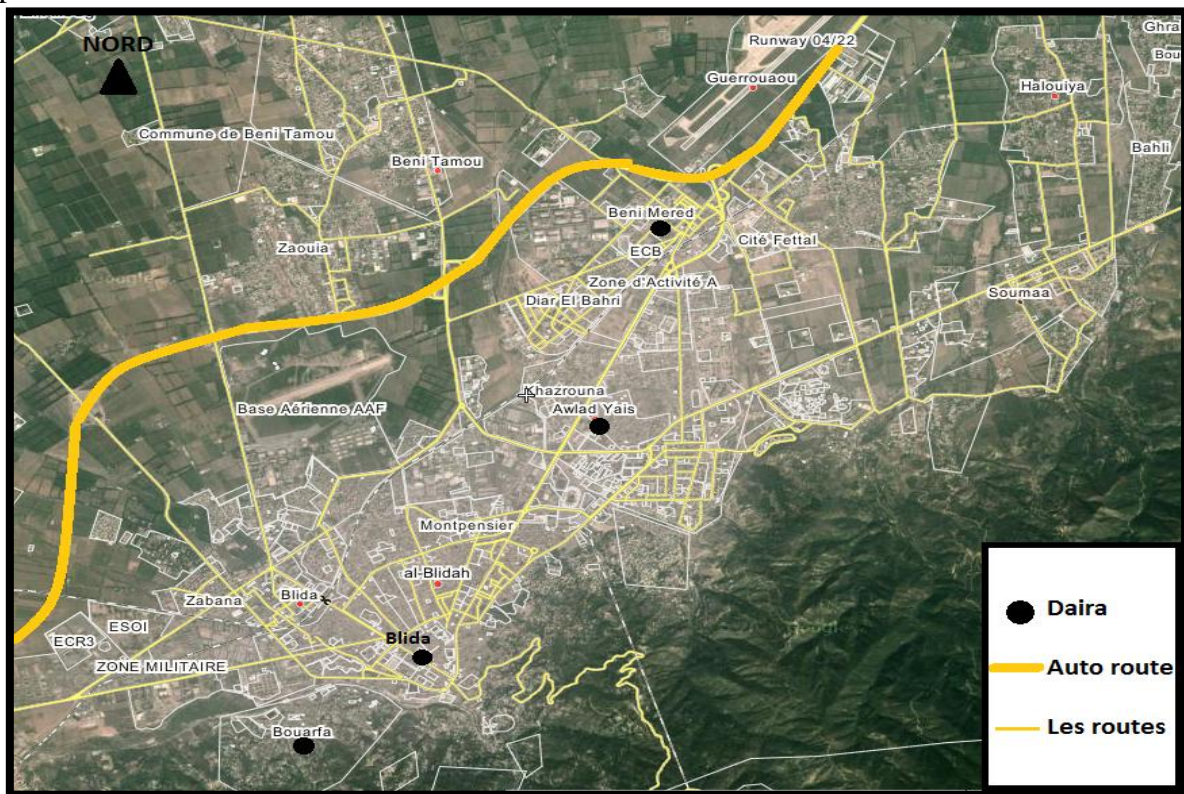 NORD
Runway 04/22
Ghra
Bou
Guerrouaou
Halouiya
Commune de Beni Tamou
Bahli
Beni Tamou
Beni Mered
Zaouia
ECB
Cité Fettal
Zone d'Activité A
Diar El Bahri
Soumaa
Khazrouna
Base Aérienne AAF
Awlad Yais
Montpensier
al-Blidah
Zabana
Blida
ESOI
ECR3
Blida
ZONE MILITAIRE
Bouarfa
Daira
Auto route
Les routes